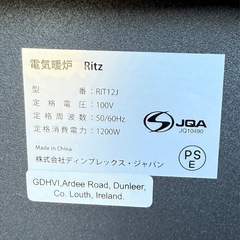 電気暖炉 Ritz
型 番：RIT12J
定 格 電 圧：100V
定 格 周 波 数：50/60Hz
定格消費電力：1200W
Made in China
株式会社ディンプレックス・ジャパン
JQA
JQ10490
PS
E
GDHVI,Ardee Road, Dunleer,
Co. Louth, Ireland.